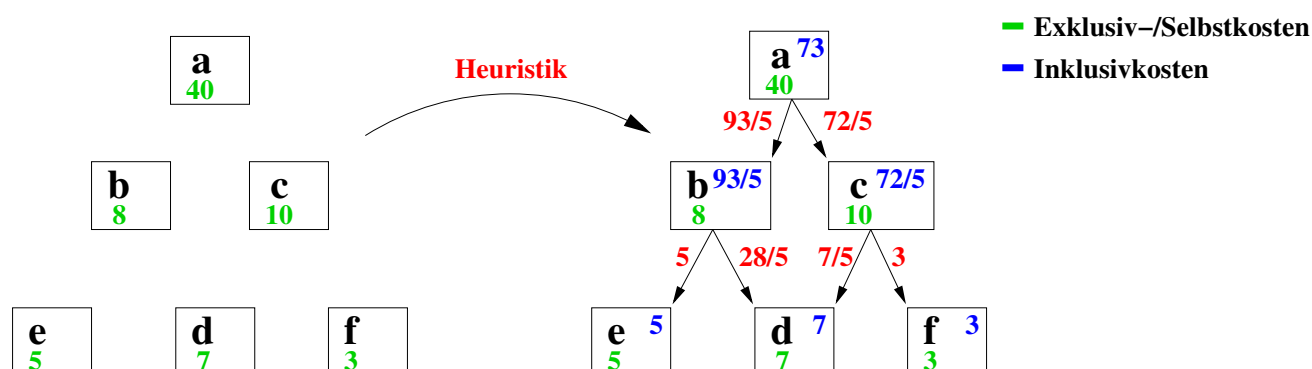 Exklusiv–/Selbstkosten
Inklusivkosten
Heuristik
a
40
b
8
c
10
e
5
d
7
f
3
a 73
40
93/5 72/5
b 93/5
8
c 72/5
10
5 28/5 7/5 3
e 5
5
d 7
7
f 3
3